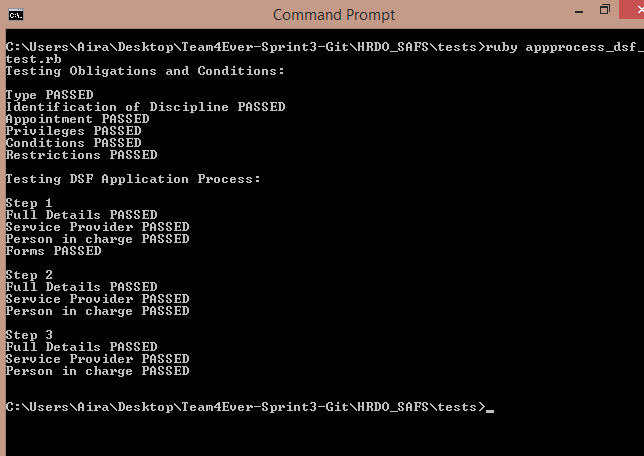 Command Prompt
C:\Users\Aira\Desktop\Team4Ever-Sprint3-Git\HRDO_SAFS\tests>ruby appprocess_dsf_
test.rb
Testing Obligations and Conditions:
Type PASSED
Identification of Discipline PASSED
Appointment PASSED
Privileges PASSED
Conditions PASSED
Restrictions PASSED
Testing DSF Application Process:
Step 1
Full Details PASSED
Service Provider PASSED
Person in charge PASSED
Forms PASSED
Step 2
Full Details PASSED
Service Provider PASSED
Person in charge PASSED
Step 3
Full Details PASSED
Service Provider PASSED
Person in charge PASSED
C:\Users\Aira\Desktop\Team4Ever-Sprint3-Git\HRDO_SAFS\tests>_